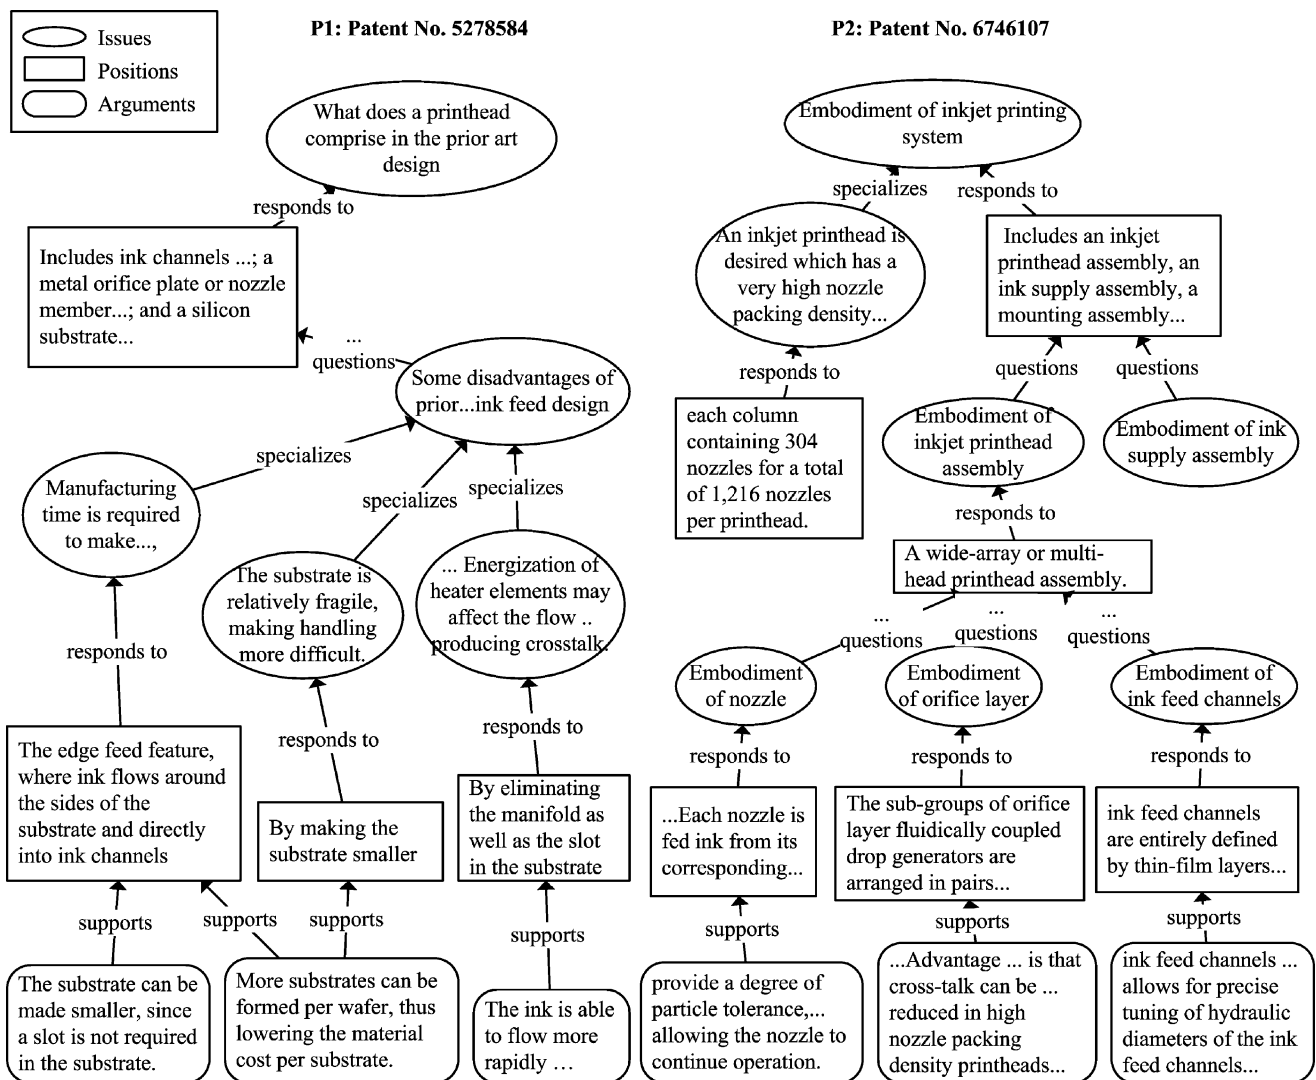 Issues
Positions
Arguments
P1: Patent No. 5278584
What does a printhead
comprise in the prior art
design
responds to
Includes ink channels ...; a
metal orifice plate or nozzle
member...; and a silicon
substrate...
...
questions
Some disadvantages of
prior...ink feed design
specializes
specializes
specializes
Manufacturing
time is required
to make...,
The substrate is
relatively fragile,
making handling
more difficult.
... Energization of
heater elements may
affect the flow ..
producing crosstalk.
responds to
responds to
responds to
The edge feed feature,
where ink flows around
the sides of the
substrate and directly
into ink channels
By making the
substrate smaller
By eliminating
the manifold as
well as the slot
in the substrate
supports
supports
supports
supports
The substrate can be
made smaller, since
a slot is not required
in the substrate.
More substrates can be
formed per wafer, thus
lowering the material
cost per substrate.
The ink is able
to flow more
rapidly ...
P2: Patent No. 6746107
Embodiment of inkjet printing
system
specializes
responds to
An inkjet printhead is
desired which has a
very high nozzle
packing density...
Includes an inkjet
printhead assembly, an
ink supply assembly, a
mounting assembly...
responds to
questions
questions
each column
containing 304
nozzles for a total
of 1,216 nozzles
per printhead.
Embodiment of
inkjet printhead
assembly
Embodiment of ink
supply assembly
responds to
A wide-array or multi-
head printhead assembly.
...
questions
...
questions
...
questions
Embodiment
of nozzle
Embodiment
of orifice layer
Embodiment of
ink feed channels
responds to
responds to
responds to
...Each nozzle is
fed ink from its
corresponding...
The sub-groups of orifice
layer fluidically coupled
drop generators are
arranged in pairs...
ink feed channels
are entirely defined
by thin-film layers...
supports
supports
supports
provide a degree of
particle tolerance,...
allowing the nozzle to
continue operation.
...Advantage ... is that
cross-talk can be ...
reduced in high
nozzle packing
density printheads...
ink feed channels ...
allows for precise
tuning of hydraulic
diameters of the ink
feed channels...